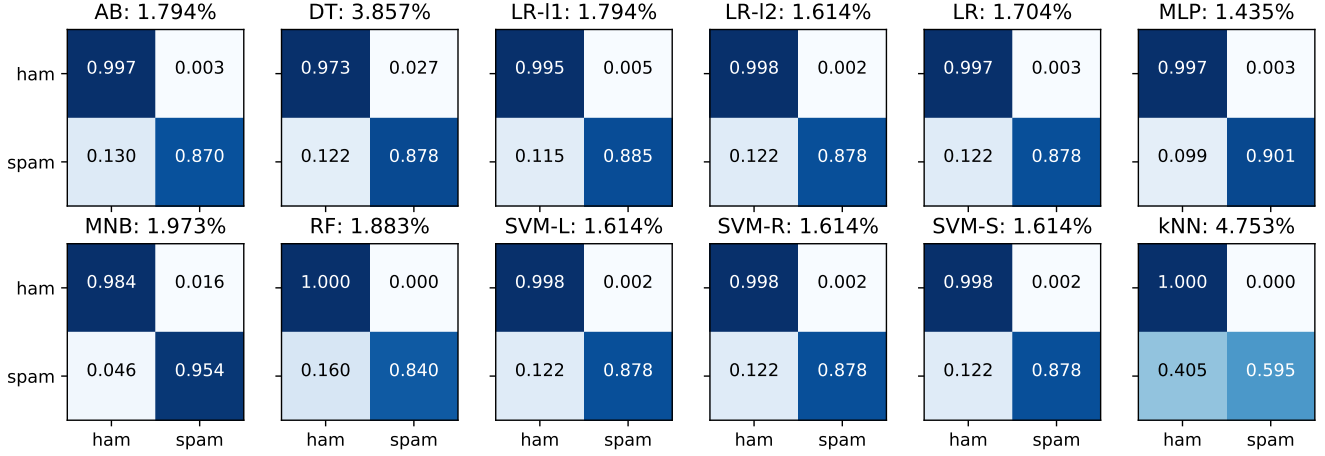 AB: 1.794% DT: 3.857% LR-l1: 1.794% LR-l2: 1.614% LR: 1.704% MLP: 1.435%
ham 0.997 0.003 0.973 0.027 0.995 0.005 0.998 0.002 0.997 0.003 0.997 0.003
spam 0.130 0.870 0.122 0.878 0.115 0.885 0.122 0.878 0.122 0.878 0.099 0.901
MNB: 1.973% RF: 1.883% SVM-L: 1.614% SVM-R: 1.614% SVM-S: 1.614% kNN: 4.753%
ham 0.984 0.016 1.000 0.000 0.998 0.002 0.998 0.002 0.998 0.002 1.000 0.000
spam 0.046 0.954 0.160 0.840 0.122 0.878 0.122 0.878 0.122 0.878 0.405 0.595
ham spam ham spam ham spam ham spam ham spam ham spam